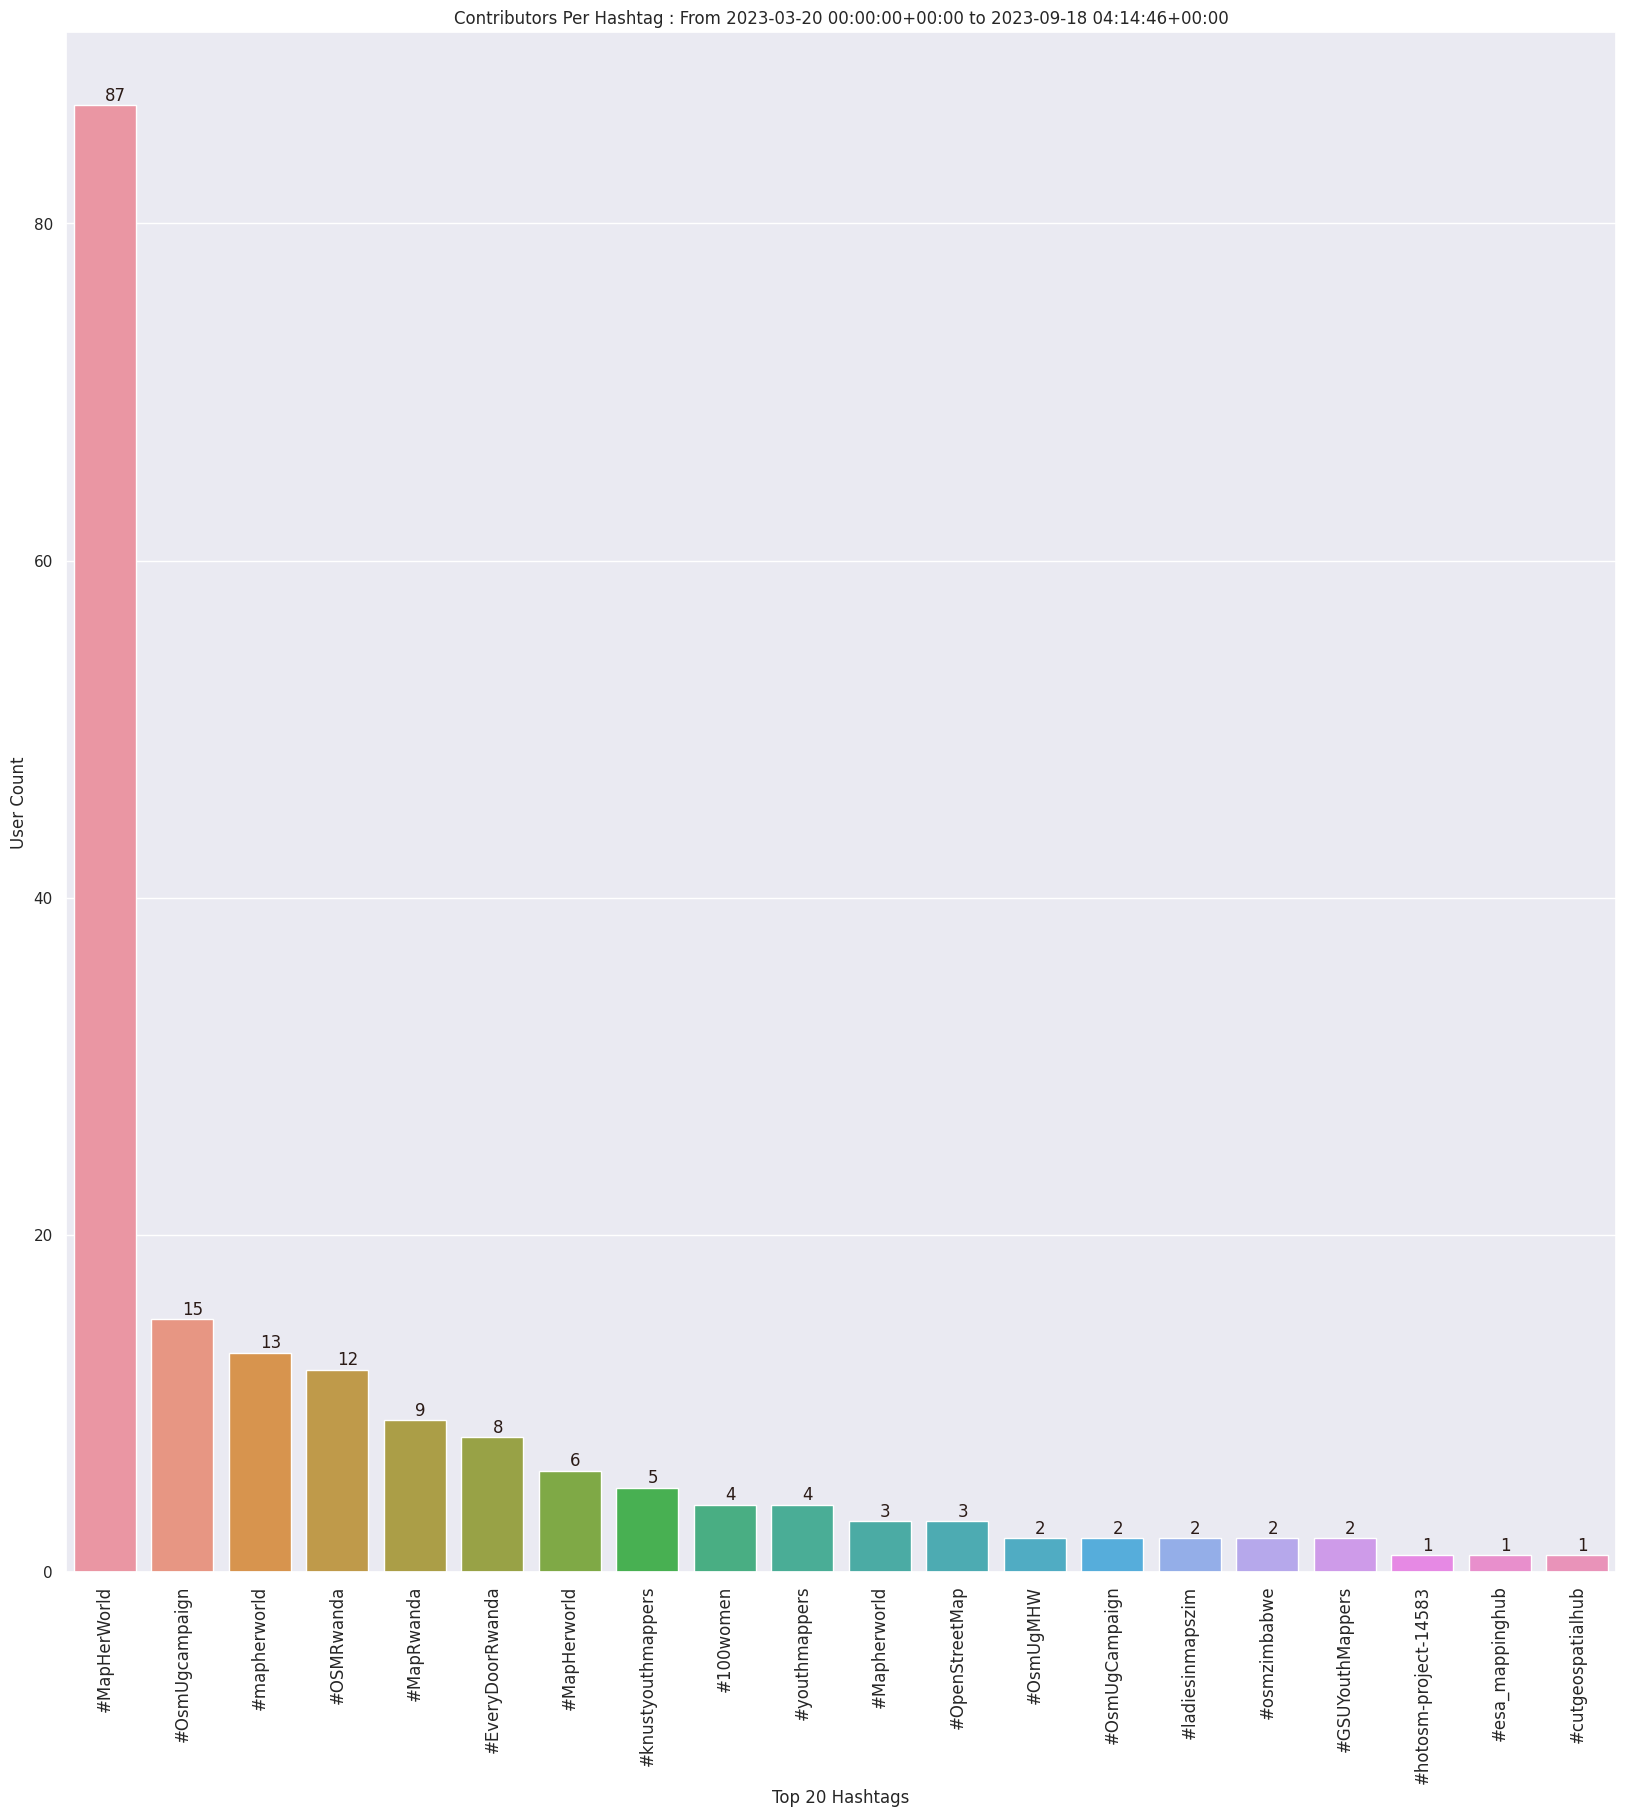 Contributors Per Hashtag : From 2023-03-20 00:00:00+00:00 to 2023-09-18 04:14:46+00:00
User Count
80
60
40
20
0
87
15
13
12
9
8
6
5
4
4
3
3
2
2
2
2
2
1
1
1
#MapHerWorld
#OsmUgcampaign
#mapherworld
#OSMRwanda
#MapRwanda
#EveryDoorRwanda
#MapHerworld
#knustyouthmappers
#100women
#youthmappers
#Mapherworld
#OpenStreetMap
#OsmUgMHW
#OsmUgCampaign
#ladiesinmapszim
#osmzimbabwe
#GSUYouthMappers
#hotosm-project-14583
#esa_mappinghub
#cutgeospatialhub
Top 20 Hashtags